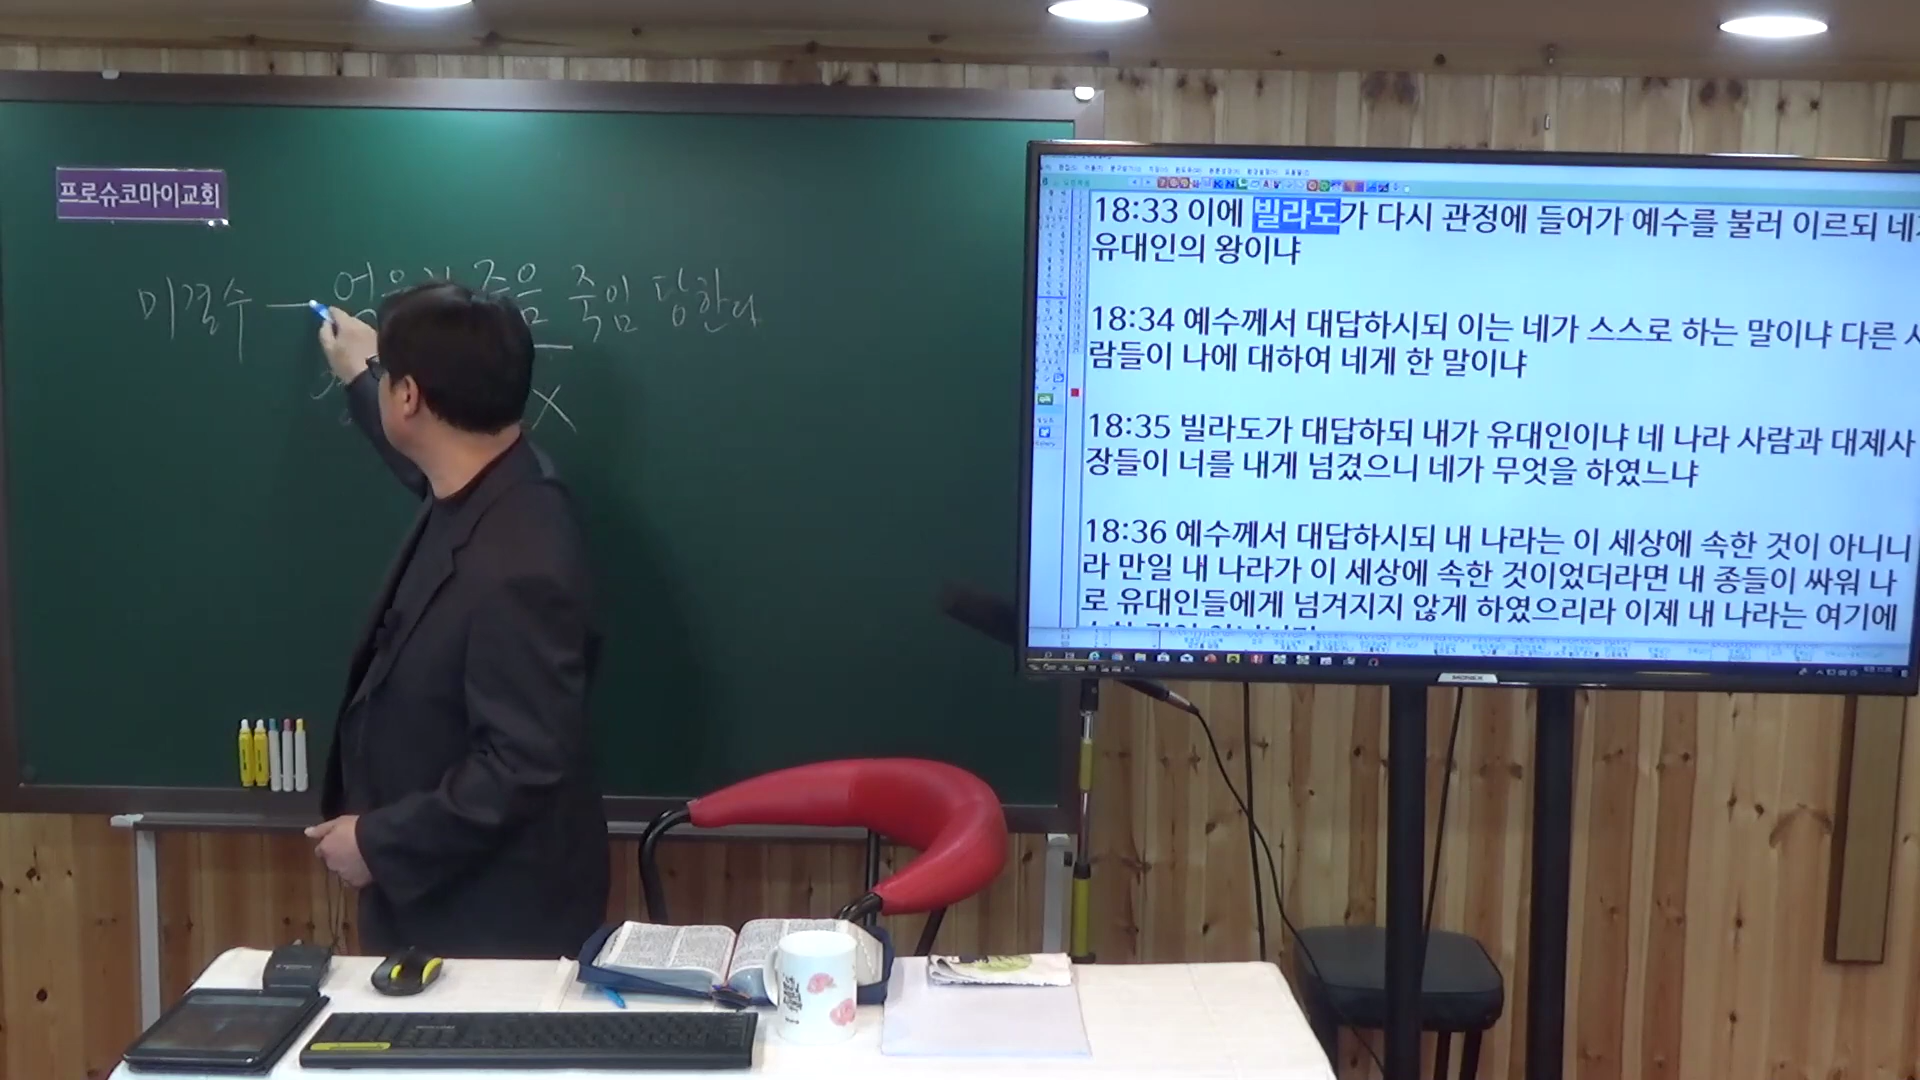 프로슈코마이교회
미결수 죽음 죽임 당한다
X
18:33 이에 빌라도가 다시 관정에 들어가 예수를 불러 이르되 네가
유대인의 왕이냐
18:34 예수께서 대답하시되 이는 네가 스스로 하는 말이냐 다른 사
람들이 나에 대하여 네게 한 말이냐
18:35 빌라도가 대답하되 내가 유대인이냐 네 나라 사람과 대제사
장들이 너를 내게 넘겼으니 네가 무엇을 하였느냐
18:36 예수께서 대답하시되 내 나라는 이 세상에 속한 것이 아니니
라 만일 내 나라가 이 세상에 속한 것이었더라면 내 종들이 싸워 나
로 유대인들에게 넘겨지지 않게 하였으리라 이제 내 나라는 여기에